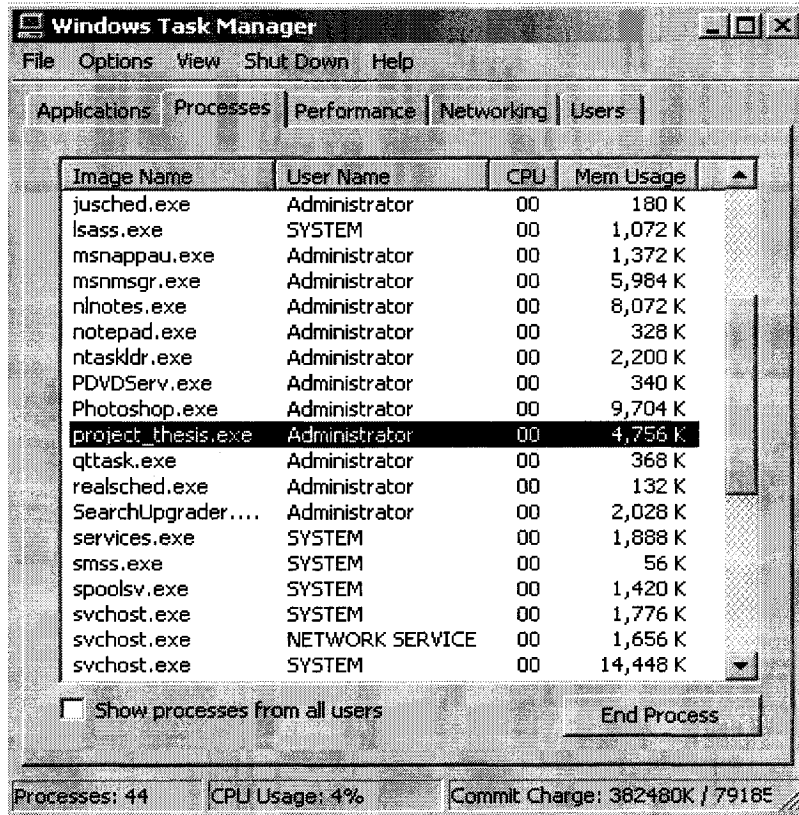 Windows Task Manager
File Options View Shut Down Help
Applications Processes Performance Networking Users
Image Name User Name CPU Mem Usage
jusched.exe Administrator 00 180 K
lsass.exe SYSTEM 00 1,072 K
msnappau.exe Administrator 00 1,372 K
msnmsgr.exe Administrator 00 5,984 K
nlnotes.exe Administrator 00 8,072 K
notepad.exe Administrator 00 328 K
ntaskldr.exe Administrator 00 2,200 K
PDVDServ.exe Administrator 00 340 K
Photoshop.exe Administrator 00 9,704 K
project_thesis.exe Administrator 00 4,756 K
qttask.exe Administrator 00 368 K
realsched.exe Administrator 00 132 K
SearchUpgrader.... Administrator 00 2,028 K
services.exe SYSTEM 00 1,888 K
smss.exe SYSTEM 00 56 K
spoolsv.exe SYSTEM 00 1,420 K
svchost.exe SYSTEM 00 1,776 K
svchost.exe NETWORK SERVICE 00 1,656 K
svchost.exe SYSTEM 00 14,448 K
Show processes from all users
End Process
Processes: 44 CPU Usage: 4% Commit Charge: 382480K / 79185